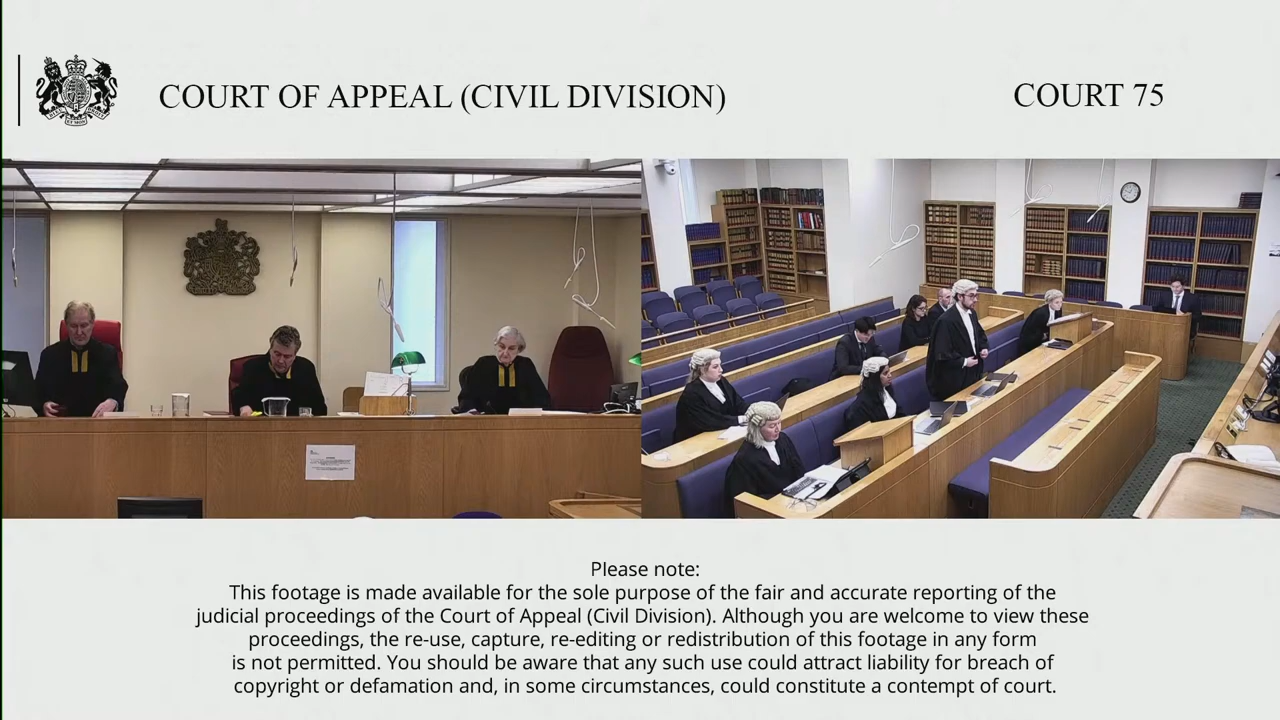 COURT OF APPEAL (CIVIL DIVISION)
COURT 75
Please note:
This footage is made available for the sole purpose of the fair and accurate reporting of the
judicial proceedings of the Court of Appeal (Civil Division). Although you are welcome to view these
proceedings, the re-use, capture, re-editing or redistribution of this footage in any form
is not permitted. You should be aware that any such use could attract liability for breach of
copyright or defamation and, in some circumstances, could constitute a contempt of court.